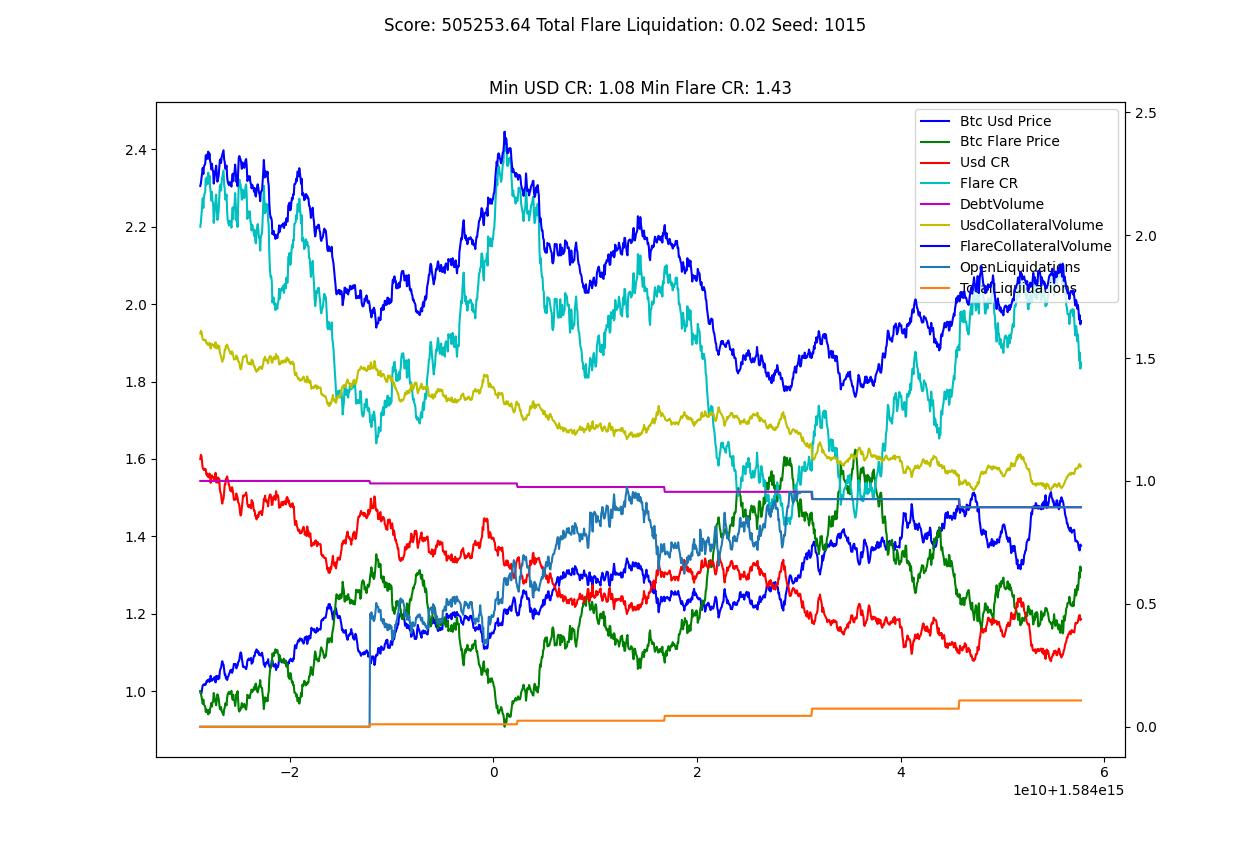 Score: 505253.64 Total Flare Liquidation: 0.02 Seed: 1015
Min USD CR: 1.08 Min Flare CR: 1.43
Btc Usd Price
Btc Flare Price
Usd CR
Flare CR
DebtVolume
UsdCollateralVolume
FlareCollateralVolume
OpenLiquidations
TotalLiquidations
2.4
2.2
2.0
1.8
1.6
1.4
1.2
1.0
2.5
2.0
1.5
1.0
0.5
0.0
−2 0 2 4 6
1e10+1.584e15